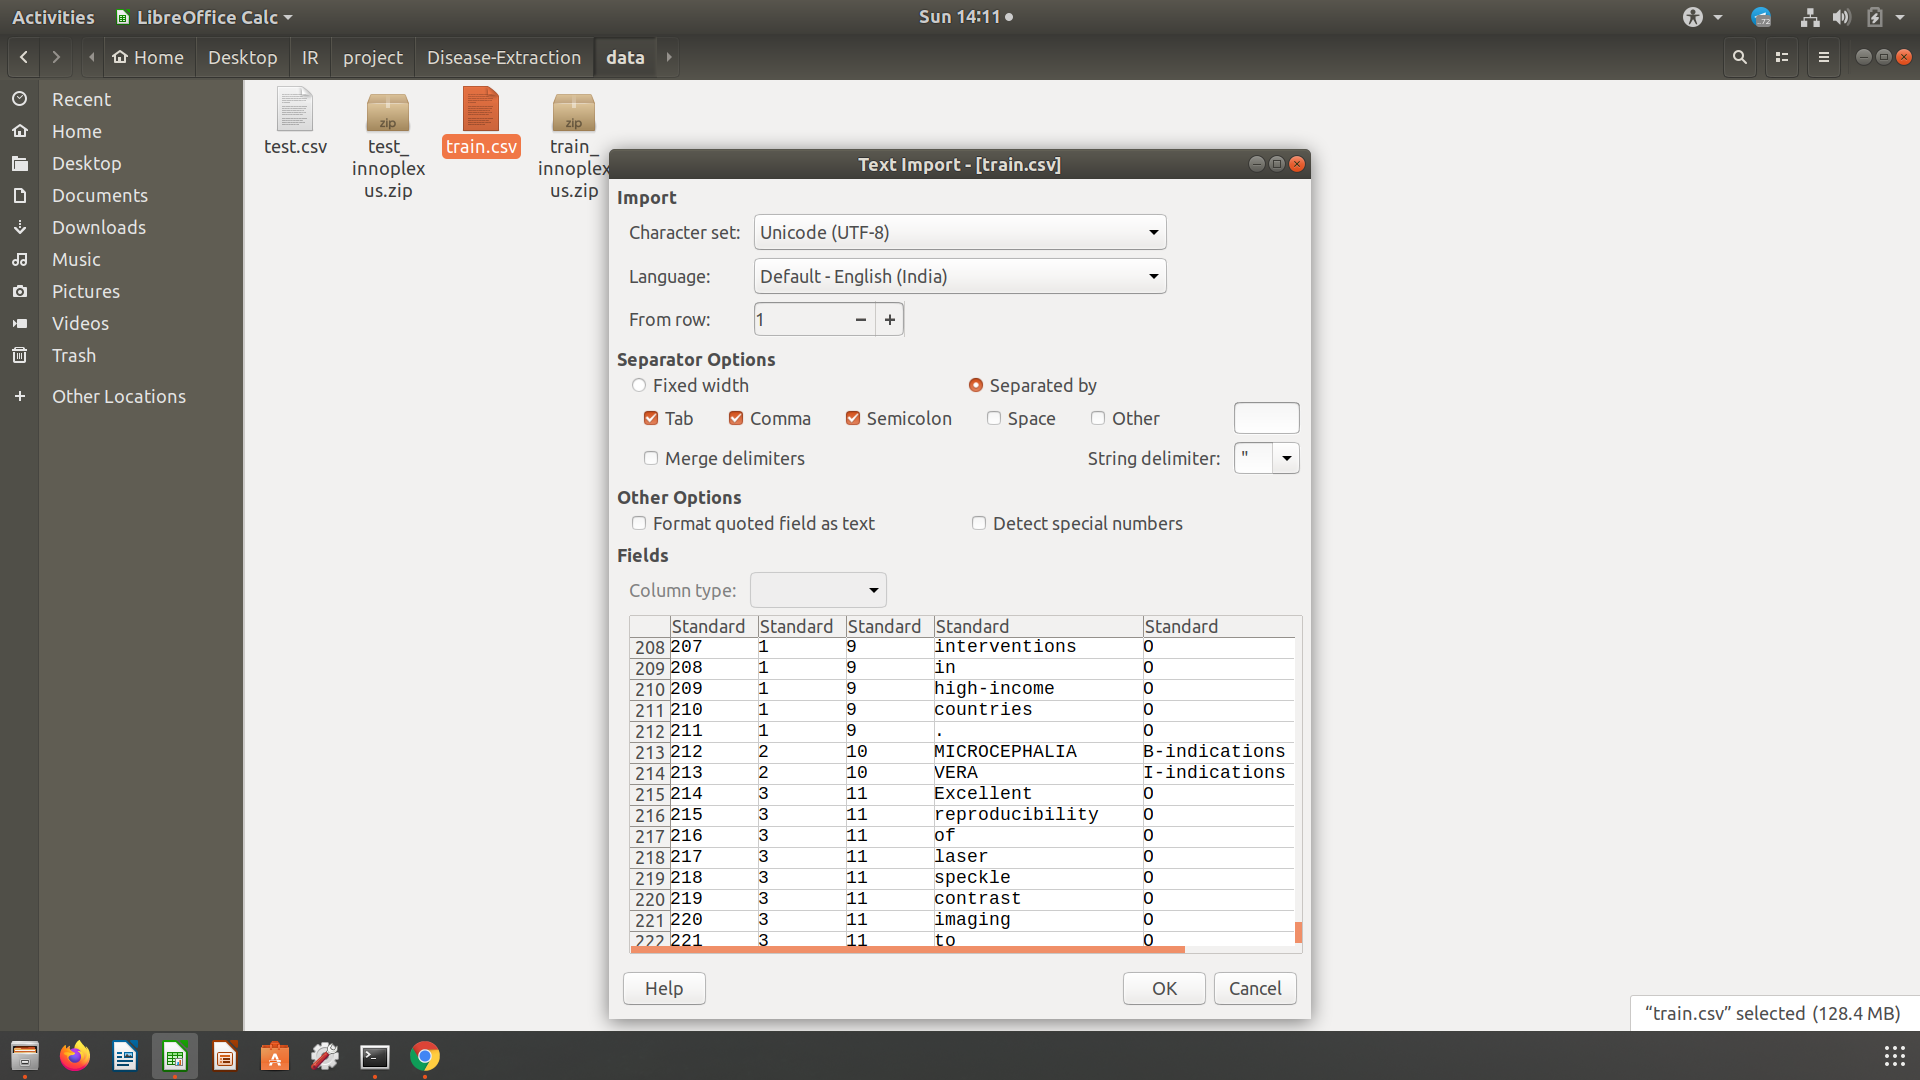 Activities LibreOffice Calc Sun 14:11
Home Desktop IR project Disease-Extraction data
Recent
Home
Desktop
Documents
Downloads
Music
Pictures
Videos
Trash
Other Locations
test.csv
zip
test_
innoplex
us.zip
train.csv
zip
train_
innoplex
us.zip
Text Import - [train.csv]
Import
Character set: Unicode (UTF-8)
Language: Default - English (India)
From row: 1 − +
Separator Options
Fixed width Separated by
Tab Comma Semicolon Space Other
Merge delimiters String delimiter: "
Other Options
Format quoted field as text Detect special numbers
Fields
Column type:
Standard Standard Standard Standard Standard
208 207 1 9 interventions O
209 208 1 9 in O
210 209 1 9 high-income O
211 210 1 9 countries O
212 211 1 9 . O
213 212 2 10 MICROCEPHALIA B-indications
214 213 2 10 VERA I-indications
215 214 3 11 Excellent O
216 215 3 11 reproducibility O
217 216 3 11 of O
218 217 3 11 laser O
219 218 3 11 speckle O
220 219 3 11 contrast O
221 220 3 11 imaging O
222 221 3 11 to O
Help OK Cancel
“train.csv” selected (128.4 MB)